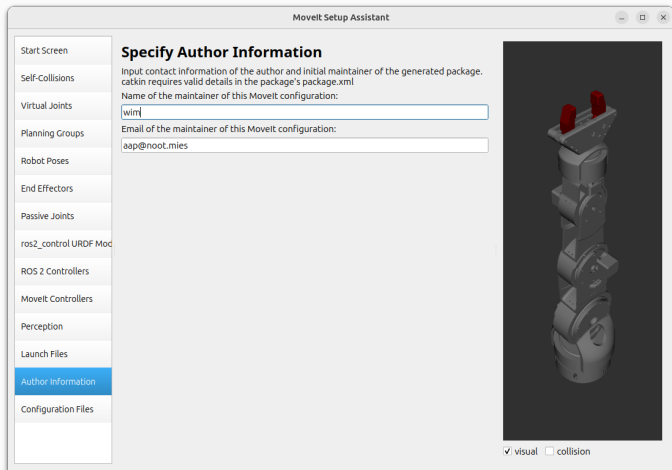 MoveIt Setup Assistant
Start Screen
Self-Collisions
Virtual Joints
Planning Groups
Robot Poses
End Effectors
Passive Joints
ros2_control URDF Mod
ROS 2 Controllers
MoveIt Controllers
Perception
Launch Files
Author Information
Configuration Files
Specify Author Information
Input contact information of the author and initial maintainer of the generated package.
catkin requires valid details in the package's package.xml
Name of the maintainer of this MoveIt configuration:
wim
Email of the maintainer of this MoveIt configuration:
aap@noot.mies
visual
collision